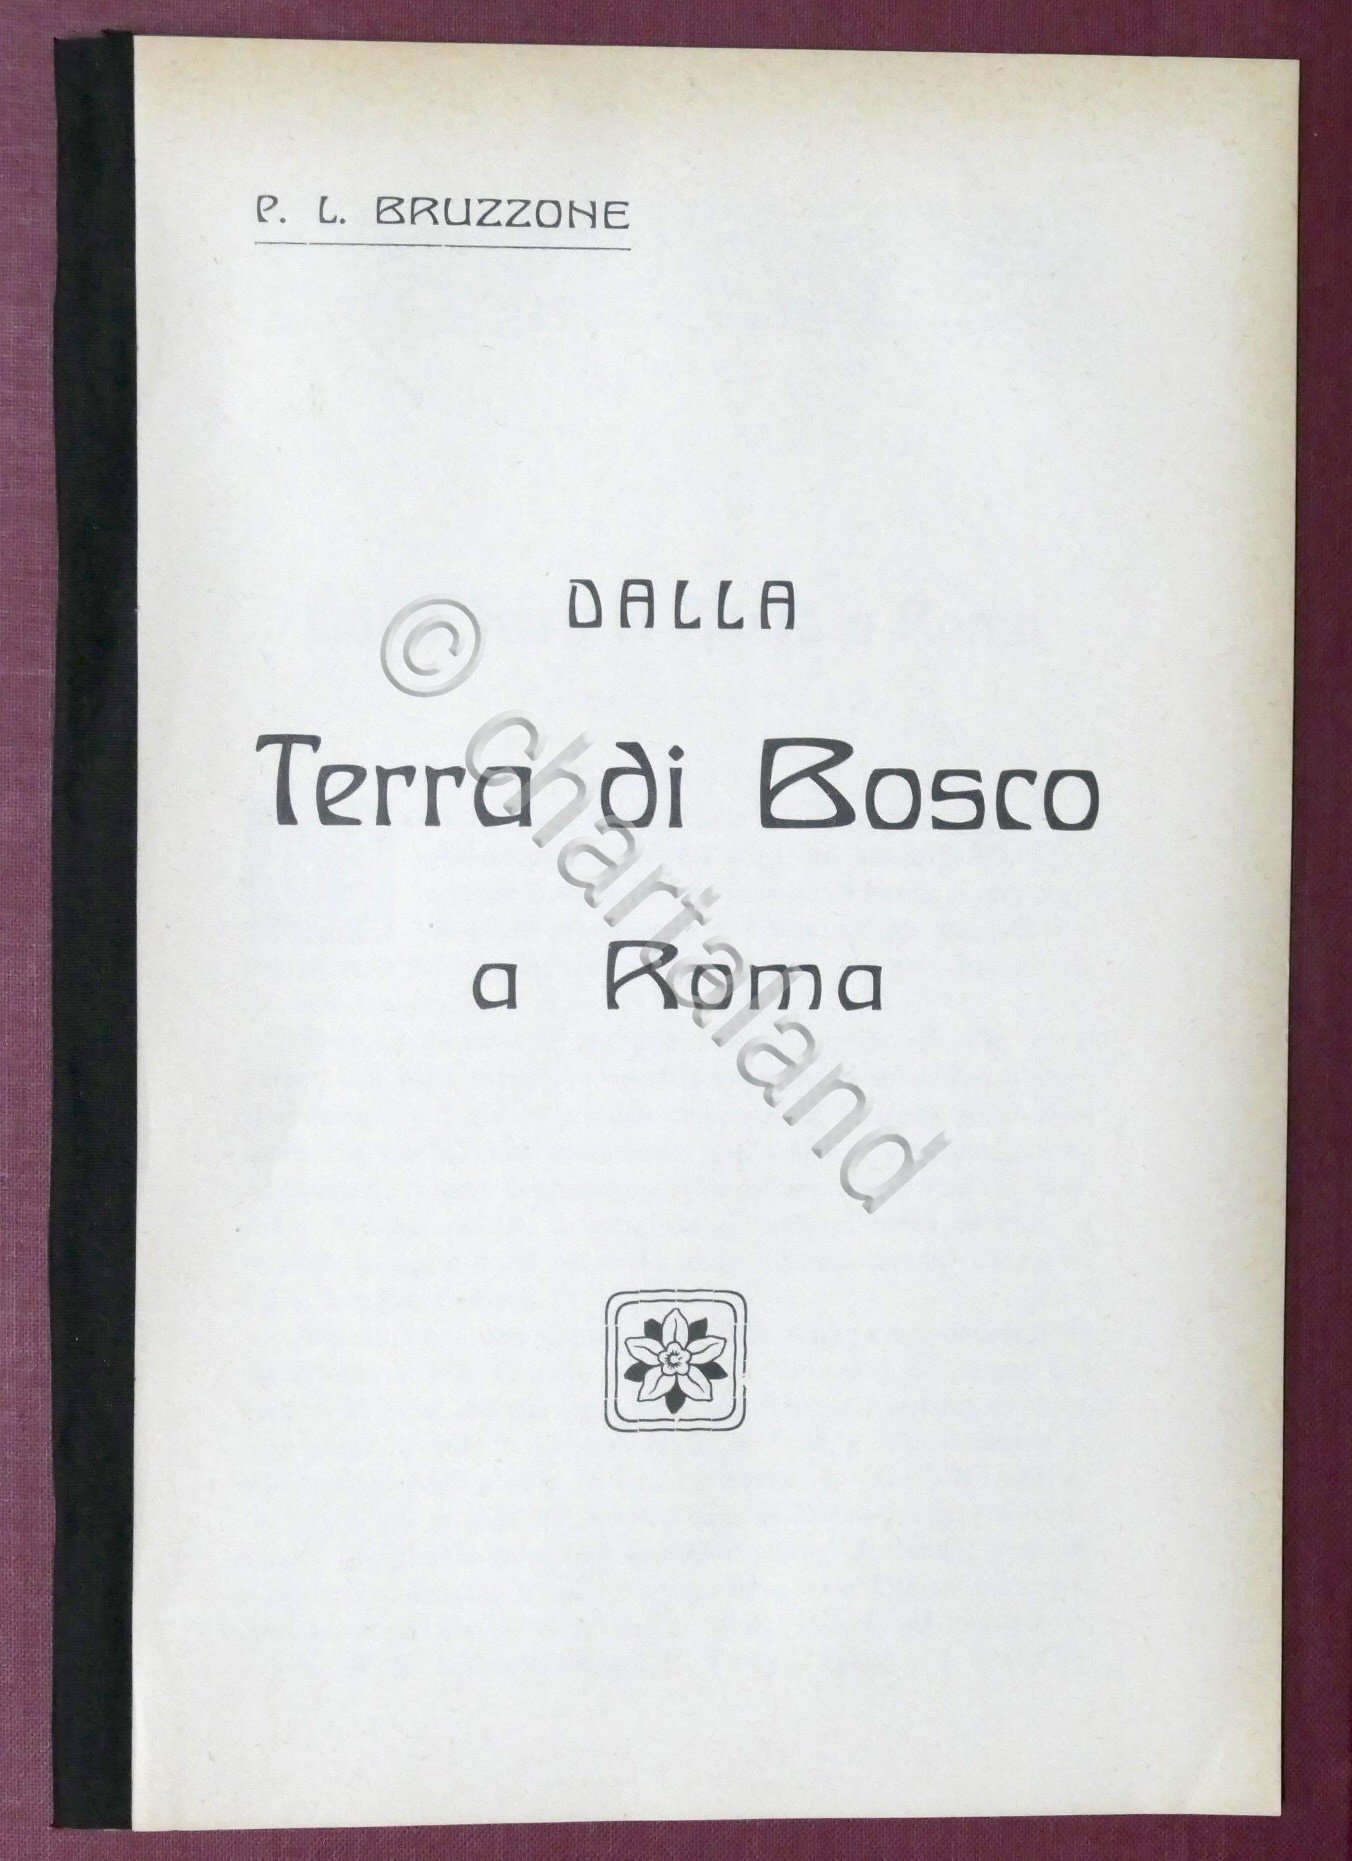 P. L. BRUZZONE
DALLA
Terra di Bosco
a Roma
© chartaland